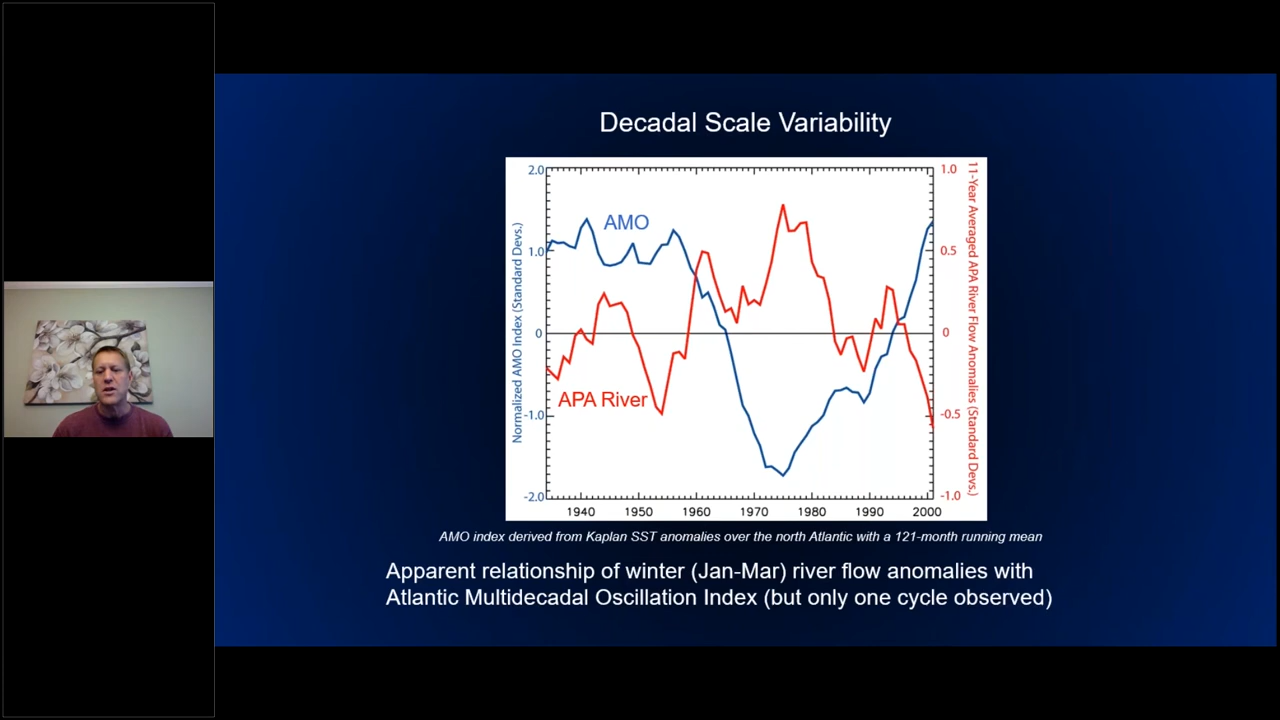 Decadal Scale Variability
2.0
1.0
0
-1.0
-2.0
Normalized AMO Index (Standard Devs.)
AMO
APA River
1.0
0.5
0
-0.5
-1.0
11-Year Averaged APA River Flow Anomalies (Standard Devs.)
1940 1950 1960 1970 1980 1990 2000
AMO index derived from Kaplan SST anomalies over the north Atlantic with a 121-month running mean
Apparent relationship of winter (Jan-Mar) river flow anomalies with
Atlantic Multidecadal Oscillation Index (but only one cycle observed)